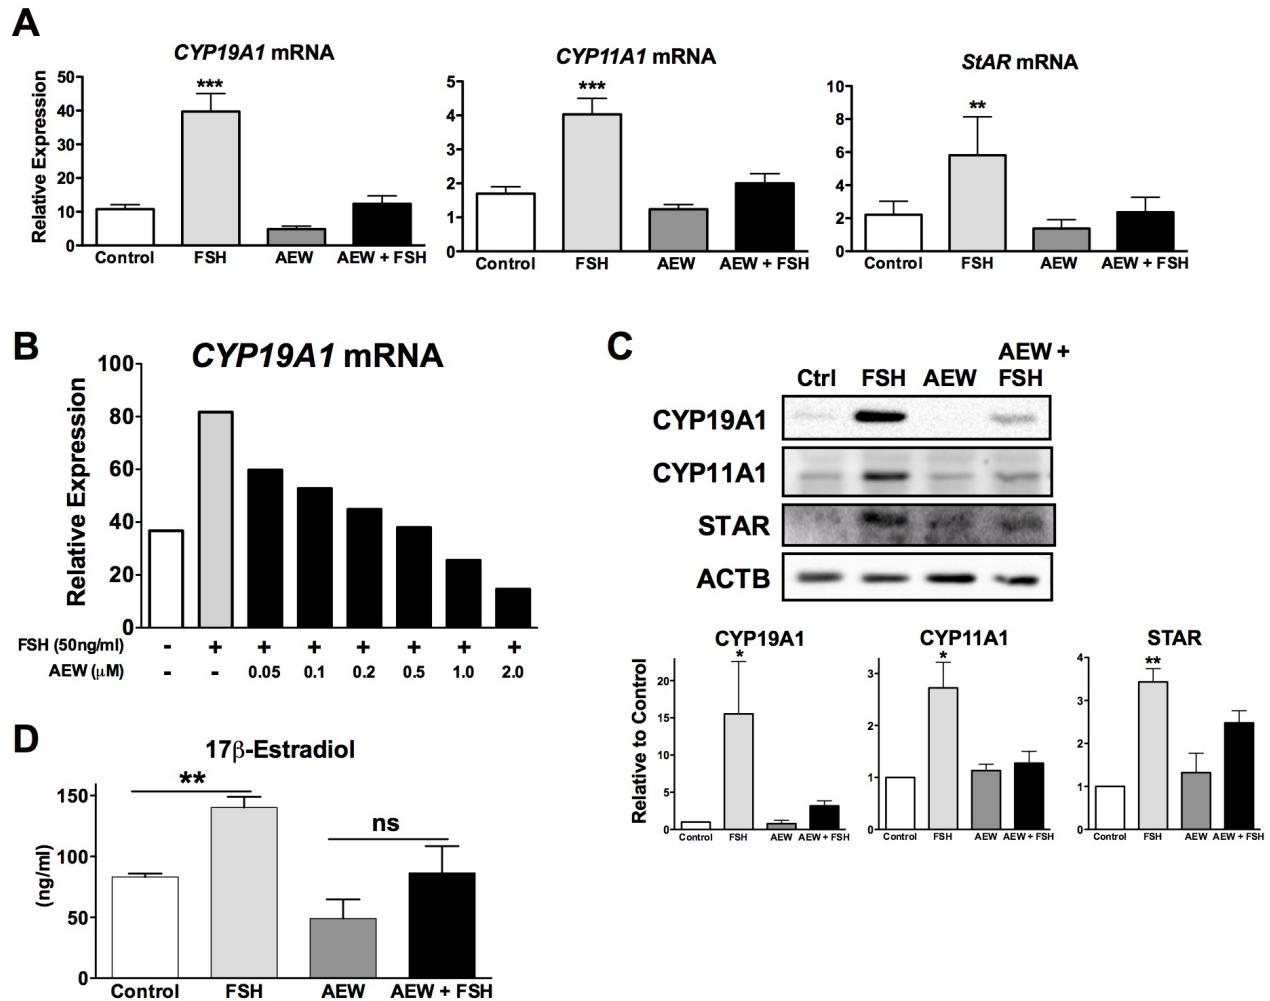 A
CYP19A1 mRNA
Relative Expression
50
40
30
20
10
0
***
Control FSH AEW AEW + FSH
CYP11A1 mRNA
5
4
3
2
1
0
***
Control FSH AEW AEW + FSH
StAR mRNA
10
8
6
4
2
0
**
Control FSH AEW AEW + FSH
B
CYP19A1 mRNA
Relative Expression
100
80
60
40
20
0
FSH (50ng/ml) - + + + + + + +
AEW (μM) - - 0.05 0.1 0.2 0.5 1.0 2.0
C
Ctrl FSH AEW AEW + FSH
CYP19A1
CYP11A1
STAR
ACTB
CYP19A1
Relative to Control
20
15
10
5
0
*
Control FSH AEW AEW + FSH
CYP11A1
3
2
1
0
*
Control FSH AEW AEW + FSH
STAR
4
3
2
1
0
**
Control FSH AEW AEW + FSH
D
17β-Estradiol
(ng/ml)
150
100
50
0
**
ns
Control FSH AEW AEW + FSH